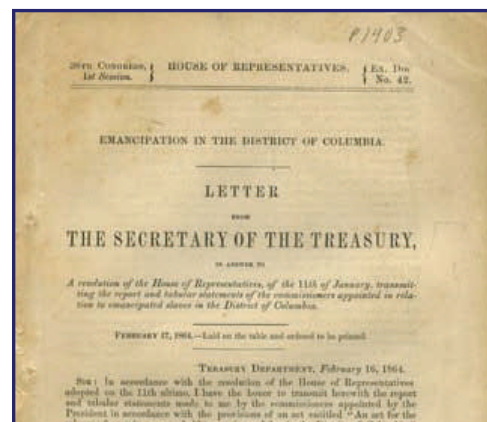 P.1403
38TH CONGRESS, HOUSE OF REPRESENTATIVES. EX. DOC.
1st Session. No. 42.
EMANCIPATION IN THE DISTRICT OF COLUMBIA.
LETTER
FROM
THE SECRETARY OF THE TREASURY,
IN ANSWER TO
A resolution of the House of Representatives, of the 11th of January, transmit-
ting the report and tabular statements of the commissioners appointed in rela-
tion to emancipated slaves in the District of Columbia.
FEBRUARY 17, 1864.—Laid on the table and ordered to be printed.
TREASURY DEPARTMENT, February 16, 1864.
SIR: In accordance with the resolution of the House of Representatives
adopted on the 11th ultimo, I have the honor to transmit herewith the report
and tabular statements made to me by the commissioners appointed by the
President in accordance with the provisions of an act entitled "An act for the